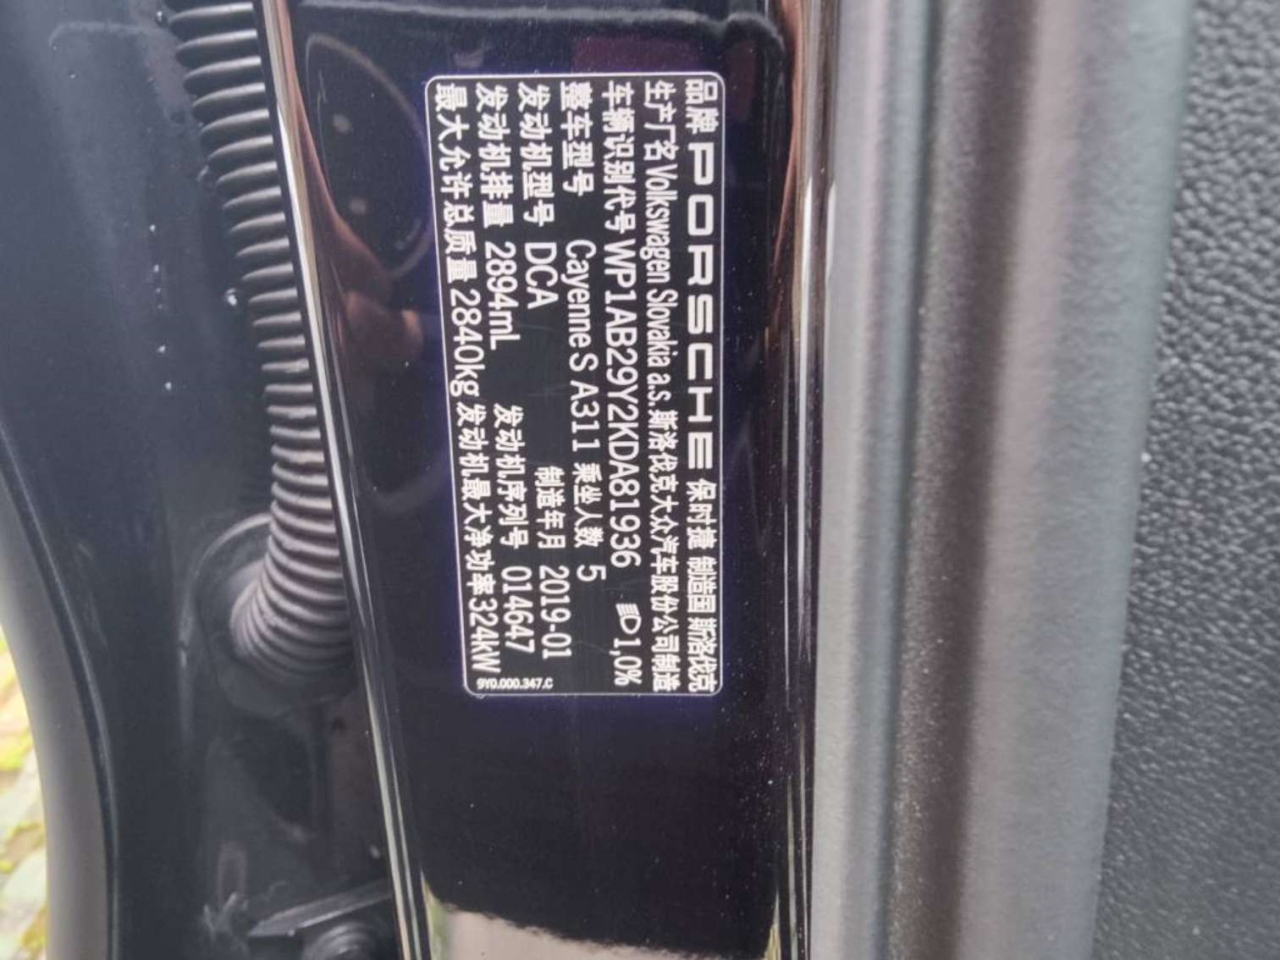 品牌 PORSCHE 保时捷 制造国 斯洛伐克
生产厂名 Volkswagen Slovakia a.s.斯洛伐克大众汽车股份公司制造
车辆识别代号 WP1AB29Y2KDA81936 1,0%
整车型号 Cayenne S A311 乘坐人数 5
发动机型号 DCA 制造年月 2019-01
发动机排量 2894mL 发动机序列号 014647
最大允许总质量 2840kg 发动机最大净功率 324kW
9Y0.000.347.C